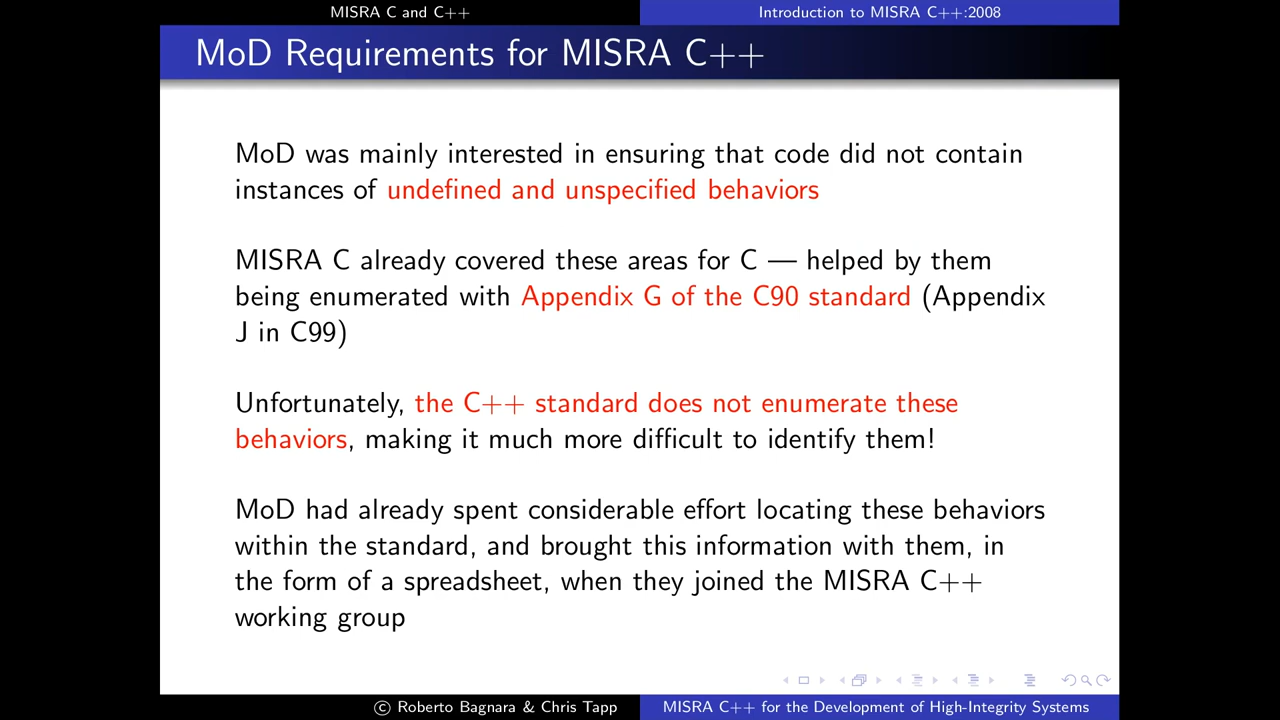 MISRA C and C++
Introduction to MISRA C++:2008
MoD Requirements for MISRA C++
MoD was mainly interested in ensuring that code did not contain
instances of undefined and unspecified behaviors
MISRA C already covered these areas for C — helped by them
being enumerated with Appendix G of the C90 standard (Appendix
J in C99)
Unfortunately, the C++ standard does not enumerate these
behaviors, making it much more difficult to identify them!
MoD had already spent considerable effort locating these behaviors
within the standard, and brought this information with them, in
the form of a spreadsheet, when they joined the MISRA C++
working group
© Roberto Bagnara & Chris Tapp
MISRA C++ for the Development of High-Integrity Systems